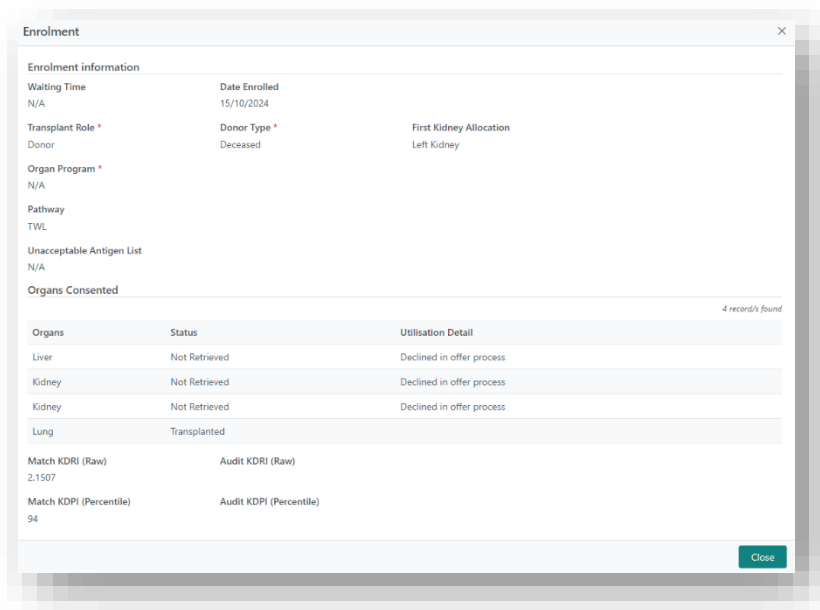 Enrolment ×
Enrolment information
Waiting Time Date Enrolled
N/A 15/10/2024
Transplant Role * Donor Type * First Kidney Allocation
Donor Deceased Left Kidney
Organ Program *
N/A
Pathway
TWL
Unacceptable Antigen List
N/A
Organs Consented
4 record/s found
Organs Status Utilisation Detail
Liver Not Retrieved Declined in offer process
Kidney Not Retrieved Declined in offer process
Kidney Not Retrieved Declined in offer process
Lung Transplanted
Match KDRI (Raw) Audit KDRI (Raw)
2.1507
Match KDPI (Percentile) Audit KDPI (Percentile)
94
Close